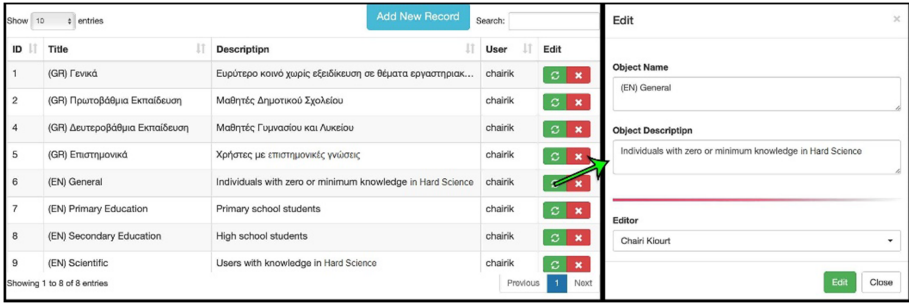 Show 10 entries Add New Record Search:
ID Title Descriptipn User Edit
1 (GR) Γενικά Ευρύτερο κοινό χωρίς εξειδίκευση σε θέματα εργαστηριακ... chairik
2 (GR) Πρωτοβάθμια Εκπαίδευση Μαθητές Δημοτικού Σχολείου chairik
4 (GR) Δευτεροβάθμια Εκπαίδευση Μαθητές Γυμνασίου και Λυκείου chairik
5 (GR) Επιστημονικά Χρήστες με επιστημονικές γνώσεις chairik
6 (EN) General Individuals with zero or minimum knowledge in Hard Science chairik
7 (EN) Primary Education Primary school students chairik
8 (EN) Secondary Education High school students chairik
9 (EN) Scientific Users with knowledge in Hard Science chairik
Showing 1 to 8 of 8 entries Previous 1 Next
Edit ×
Object Name
(EN) General
Object Descriptipn
Individuals with zero or minimum knowledge in Hard Science
Editor
Chairi Kiourt
Edit Close